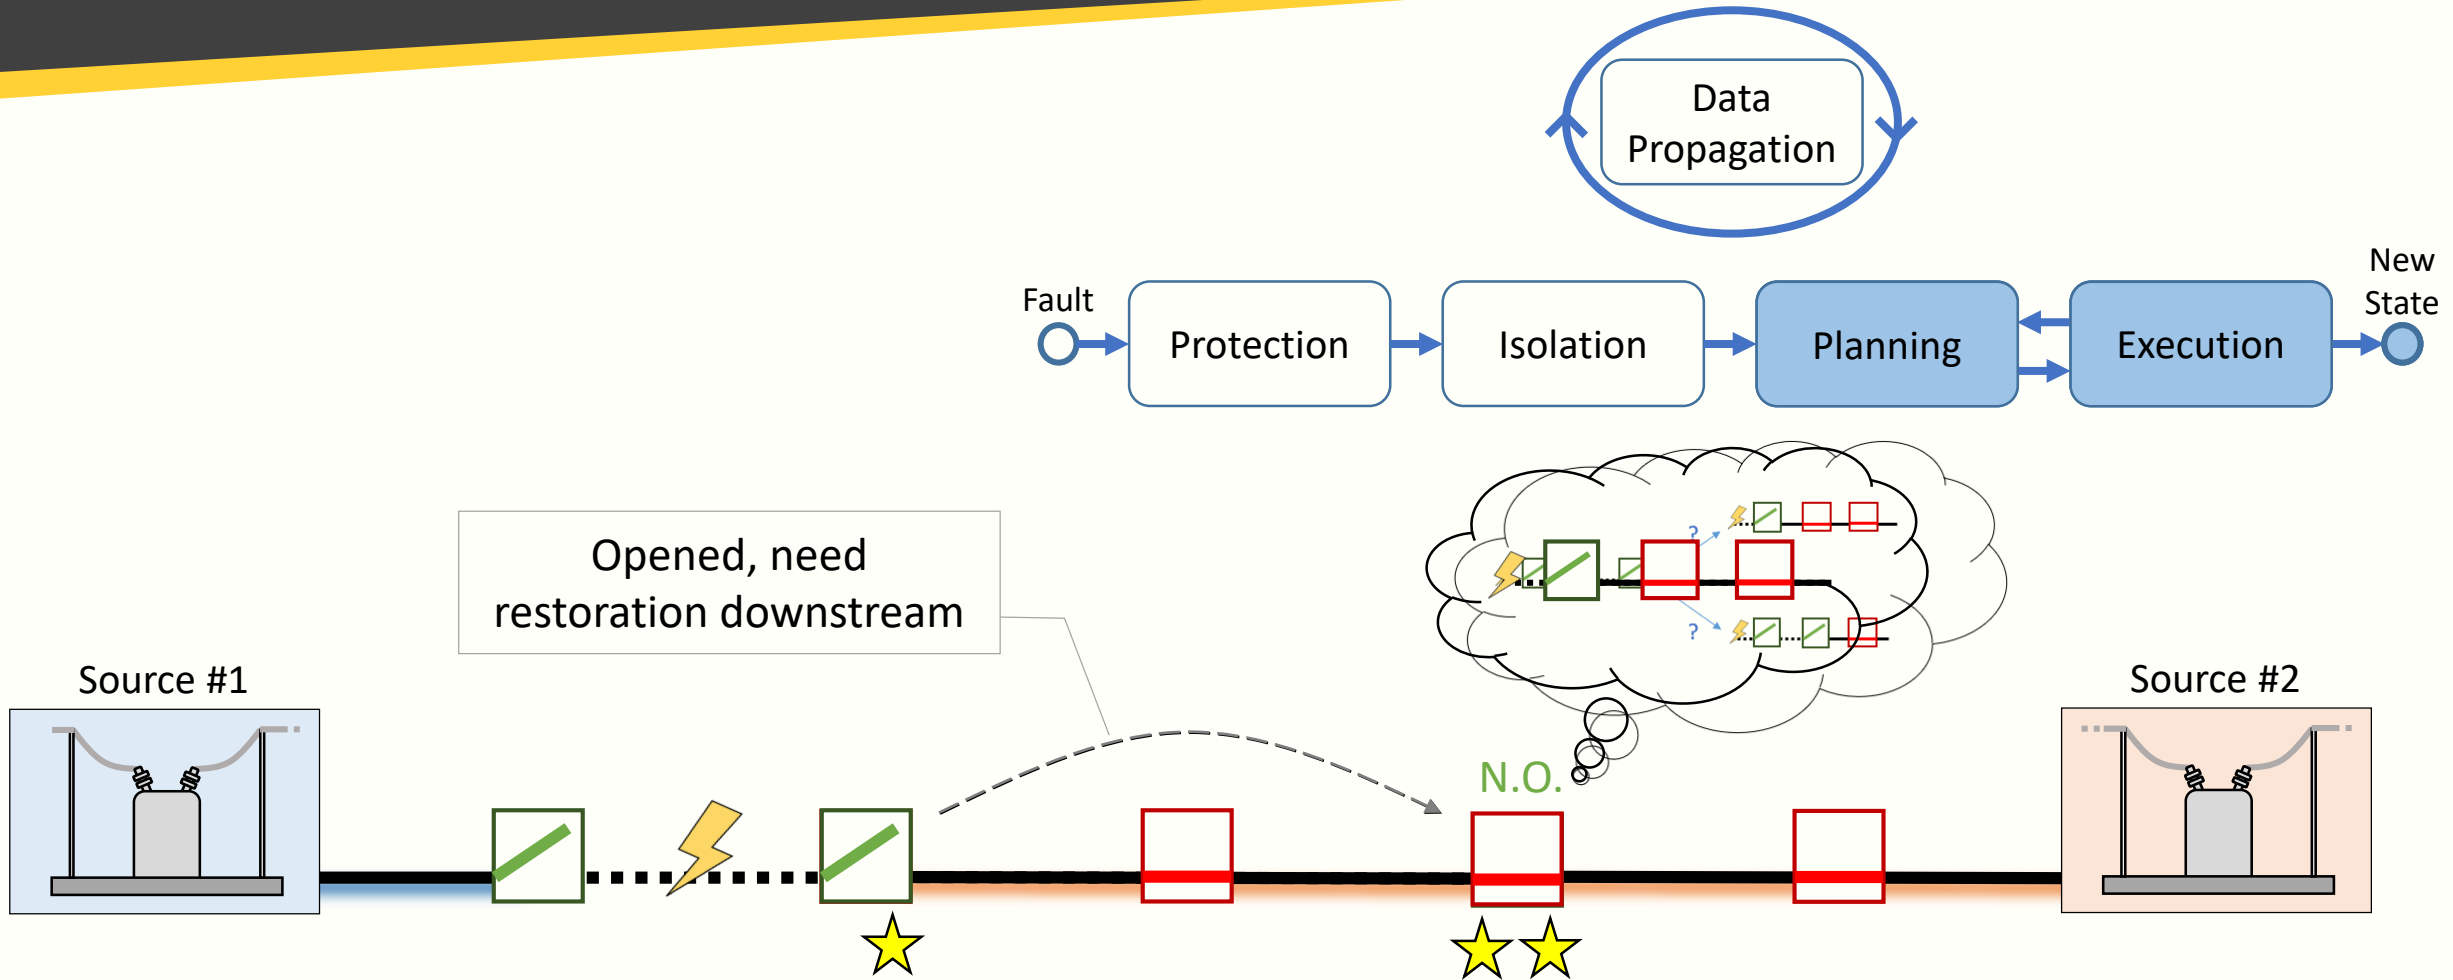 Data
Propagation
New
State
Fault
Protection
Isolation
Planning
Execution
Opened, need
restoration downstream
?
?
Source #1
Source #2
N.O.